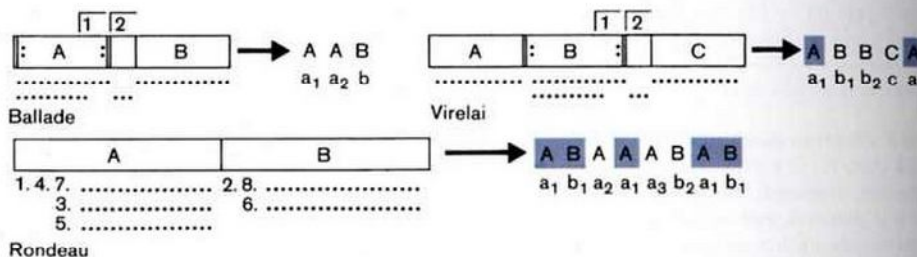 1 2
A B A A B
a1 a2 b
Ballade
1 2
A B C A B B C A
a1 b1 b2 c a
Virelai
A B A B A A A B A B
a1 b1 a2 a1 a3 b2 a1 b1
1. 4. 7. 2. 8.
3. 6.
5.
Rondeau